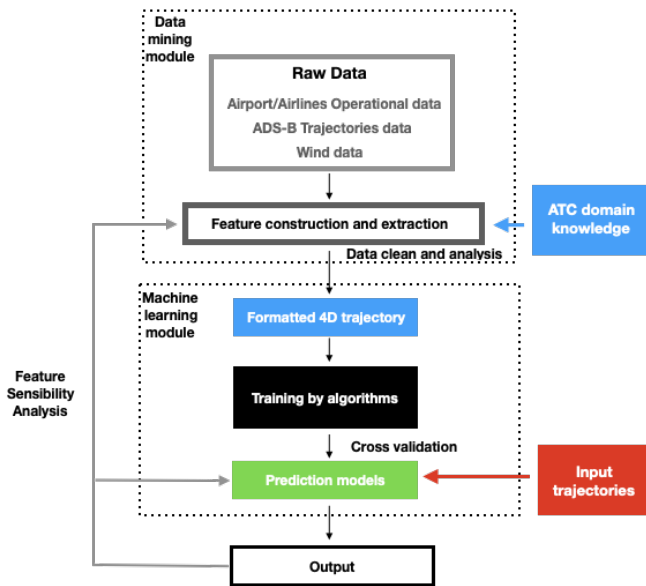 Data
mining
module
Raw Data
Airport/Airlines Operational data
ADS-B Trajectories data
Wind data
Feature construction and extraction
ATC domain
knowledge
Data clean and analysis
Machine
learning
module
Formatted 4D trajectory
Feature
Sensibility
Analysis
Training by algorithms
Cross validation
Prediction models
Input
trajectories
Output